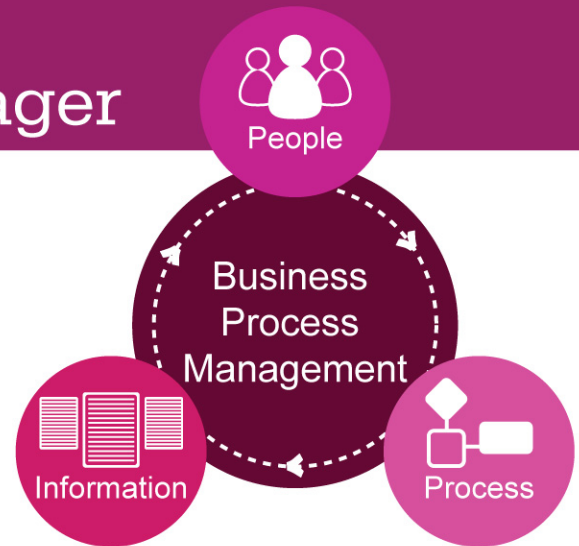 ager
People
Business
Process
Management
Information
Process